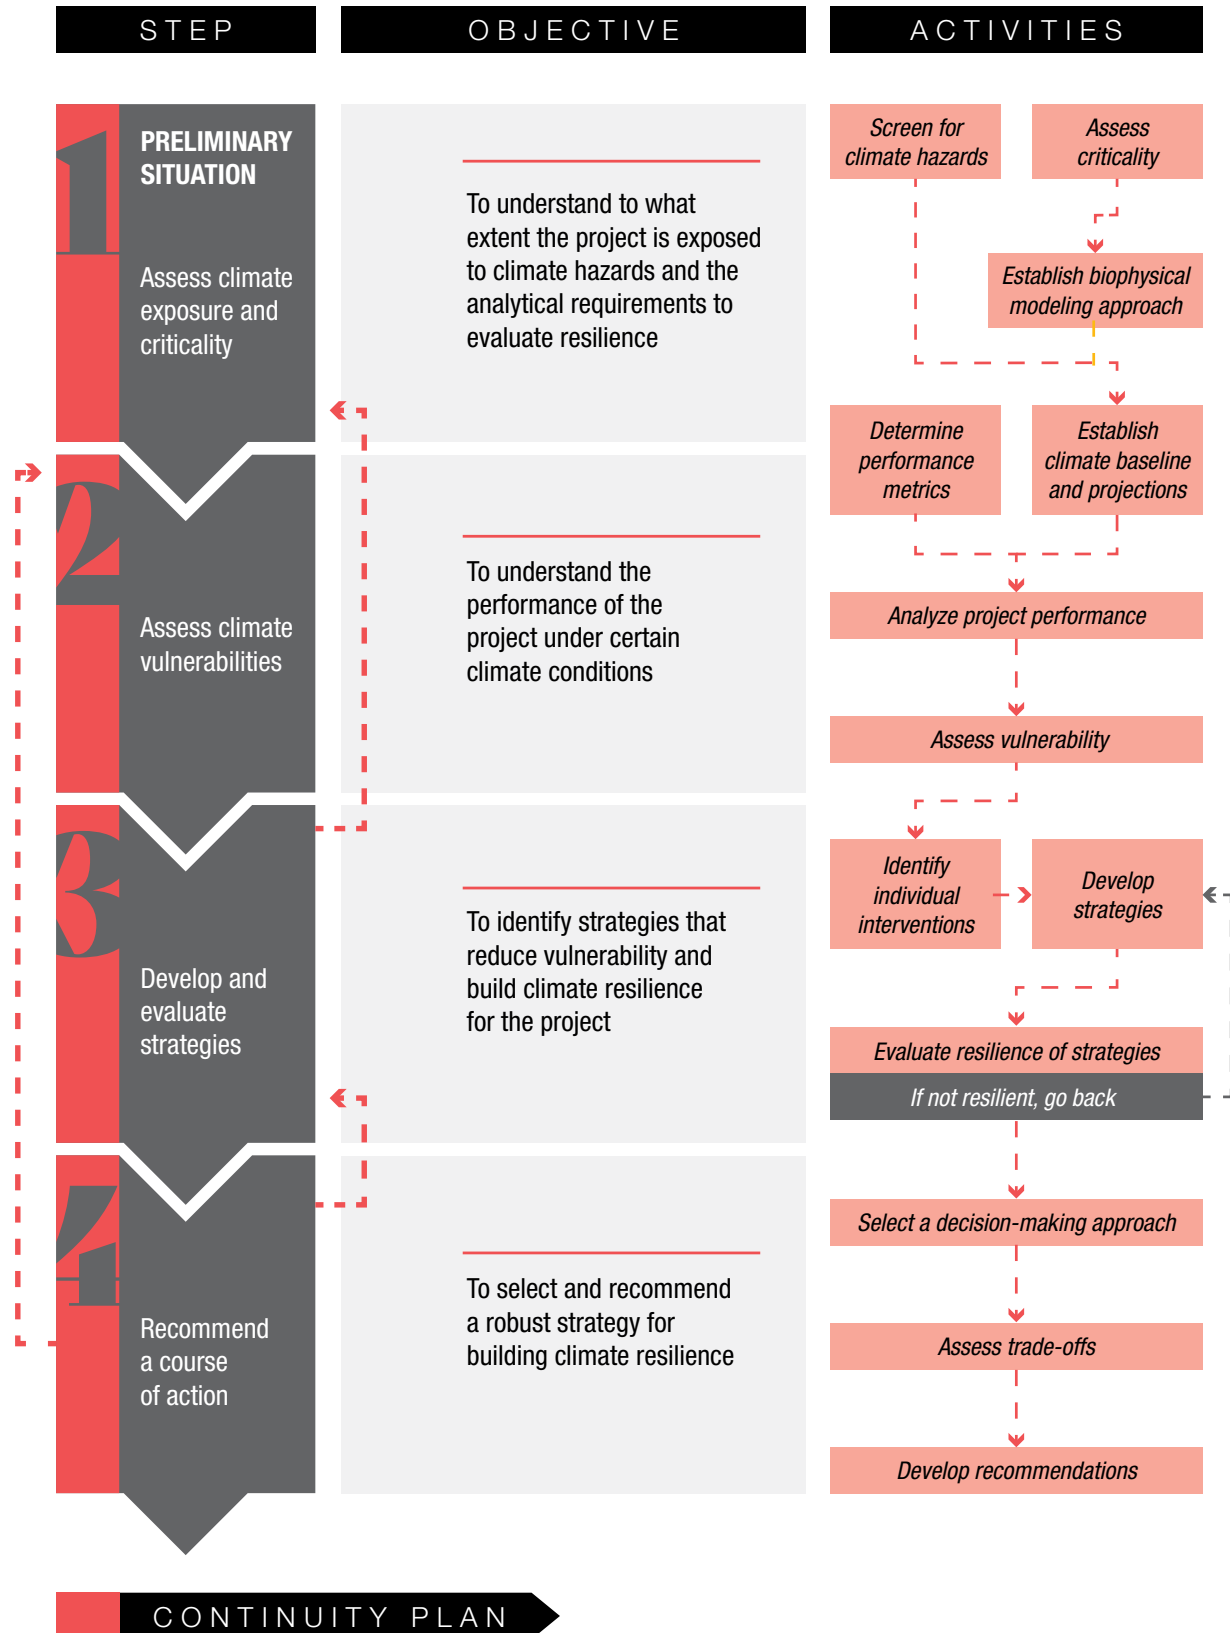 STEP
OBJECTIVE
ACTIVITIES
1
PRELIMINARY
SITUATION
Assess climate
exposure and
criticality
To understand to what
extent the project is exposed
to climate hazards and the
analytical requirements to
evaluate resilience
Screen for
climate hazards
Assess
criticality
Establish biophysical
modeling approach
2
Assess climate
vulnerabilities
To understand the
performance of the
project under certain
climate conditions
Determine
performance
metrics
Establish
climate baseline
and projections
Analyze project performance
Assess vulnerability
3
Develop and
evaluate
strategies
To identify strategies that
reduce vulnerability and
build climate resilience
for the project
Identify
individual
interventions
Develop
strategies
Evaluate resilience of strategies
If not resilient, go back
4
Recommend
a course
of action
To select and recommend
a robust strategy for
building climate resilience
Select a decision-making approach
Assess trade-offs
Develop recommendations
CONTINUITY PLAN